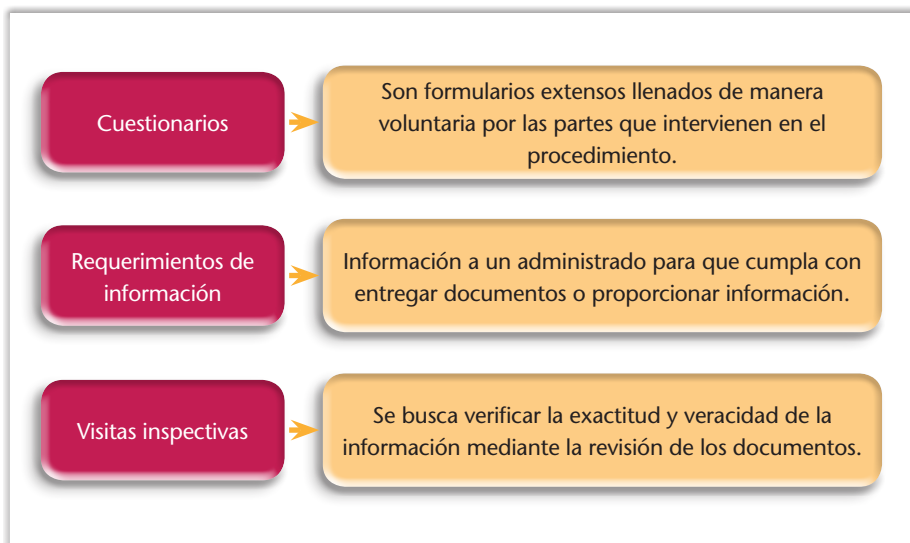 Cuestionarios
Son formularios extensos llenados de manera
voluntaria por las partes que intervienen en el
procedimiento.
Requerimientos de
información
Información a un administrado para que cumpla con
entregar documentos o proporcionar información.
Visitas inspectivas
Se busca verificar la exactitud y veracidad de la
información mediante la revisión de los documentos.